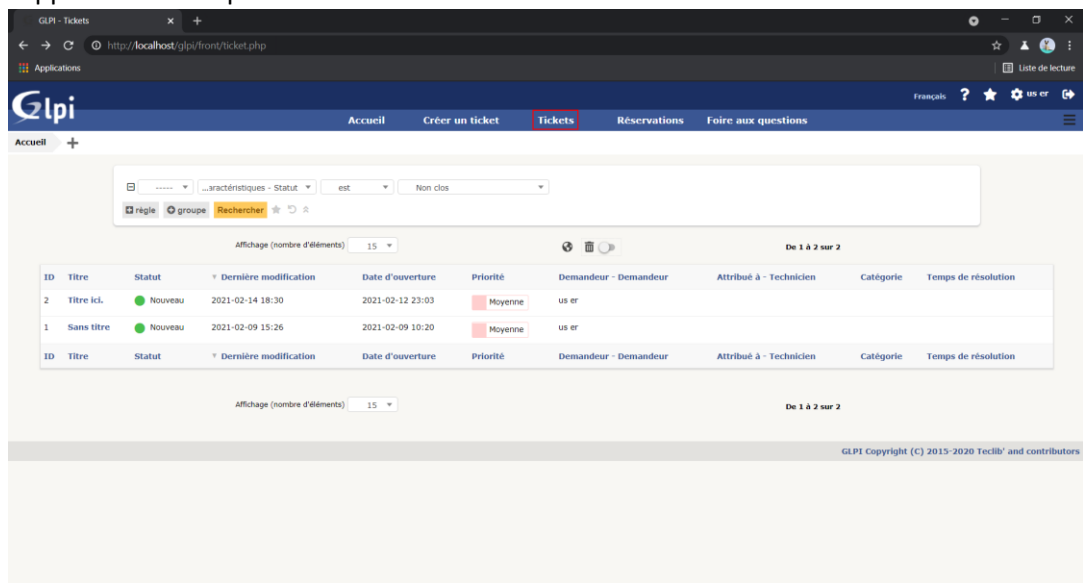 GLPI - Tickets
http://localhost/glpi/front/ticket.php
Applications
Liste de lecture
Glpi
Français ? us er
Accueil Créer un ticket Tickets Réservations Foire aux questions
Accueil
----- ...aractéristiques - Statut est Non clos
règle groupe Rechercher
Affichage (nombre d'éléments) 15 De 1 à 2 sur 2
ID Titre Statut Dernière modification Date d'ouverture Priorité Demandeur - Demandeur Attribué à - Technicien Catégorie Temps de résolution
2 Titre ici. Nouveau 2021-02-14 18:30 2021-02-12 23:03 Moyenne us er
1 Sans titre Nouveau 2021-02-09 15:26 2021-02-09 10:20 Moyenne us er
ID Titre Statut Dernière modification Date d'ouverture Priorité Demandeur - Demandeur Attribué à - Technicien Catégorie Temps de résolution
Affichage (nombre d'éléments) 15 De 1 à 2 sur 2
GLPI Copyright (C) 2015-2020 Teclib' and contributors